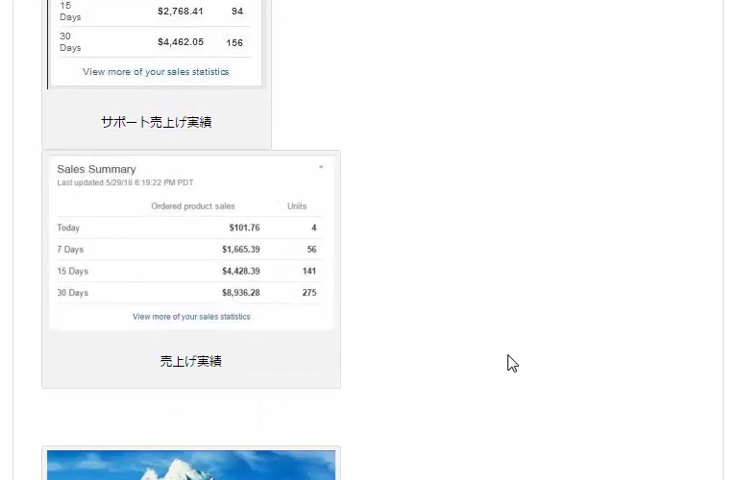 15
Days $2,768.41 94
30
Days $4,462.05 156
View more of your sales statistics
サポート売上げ実績
Sales Summary
Last updated 5/29/16 6:19:22 PM PDT
Ordered product sales Units
Today $101.76 4
7 Days $1,665.39 56
15 Days $4,428.39 141
30 Days $8,936.28 275
View more of your sales statistics
売上げ実績